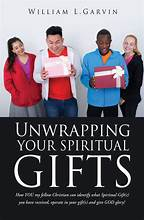 WILLIAM L.GARVIN
UNWRAPPING
YOUR SPIRITUAL
GIFTS
How YOU my fellow Christian can identify what Spiritual Gift(s)
you have received, operate in your gift(s) and give GOD glory!